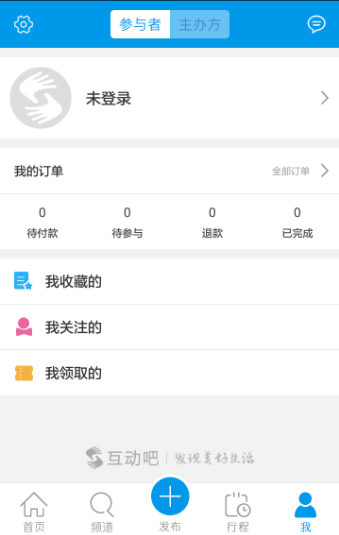 参与者 主办方
未登录
我的订单 全部订单
0 0 0 0
待付款 待参与 退款 已完成
我收藏的
我关注的
我领取的
互动吧 | 发现美好生活
首页 频道 发布 行程 我